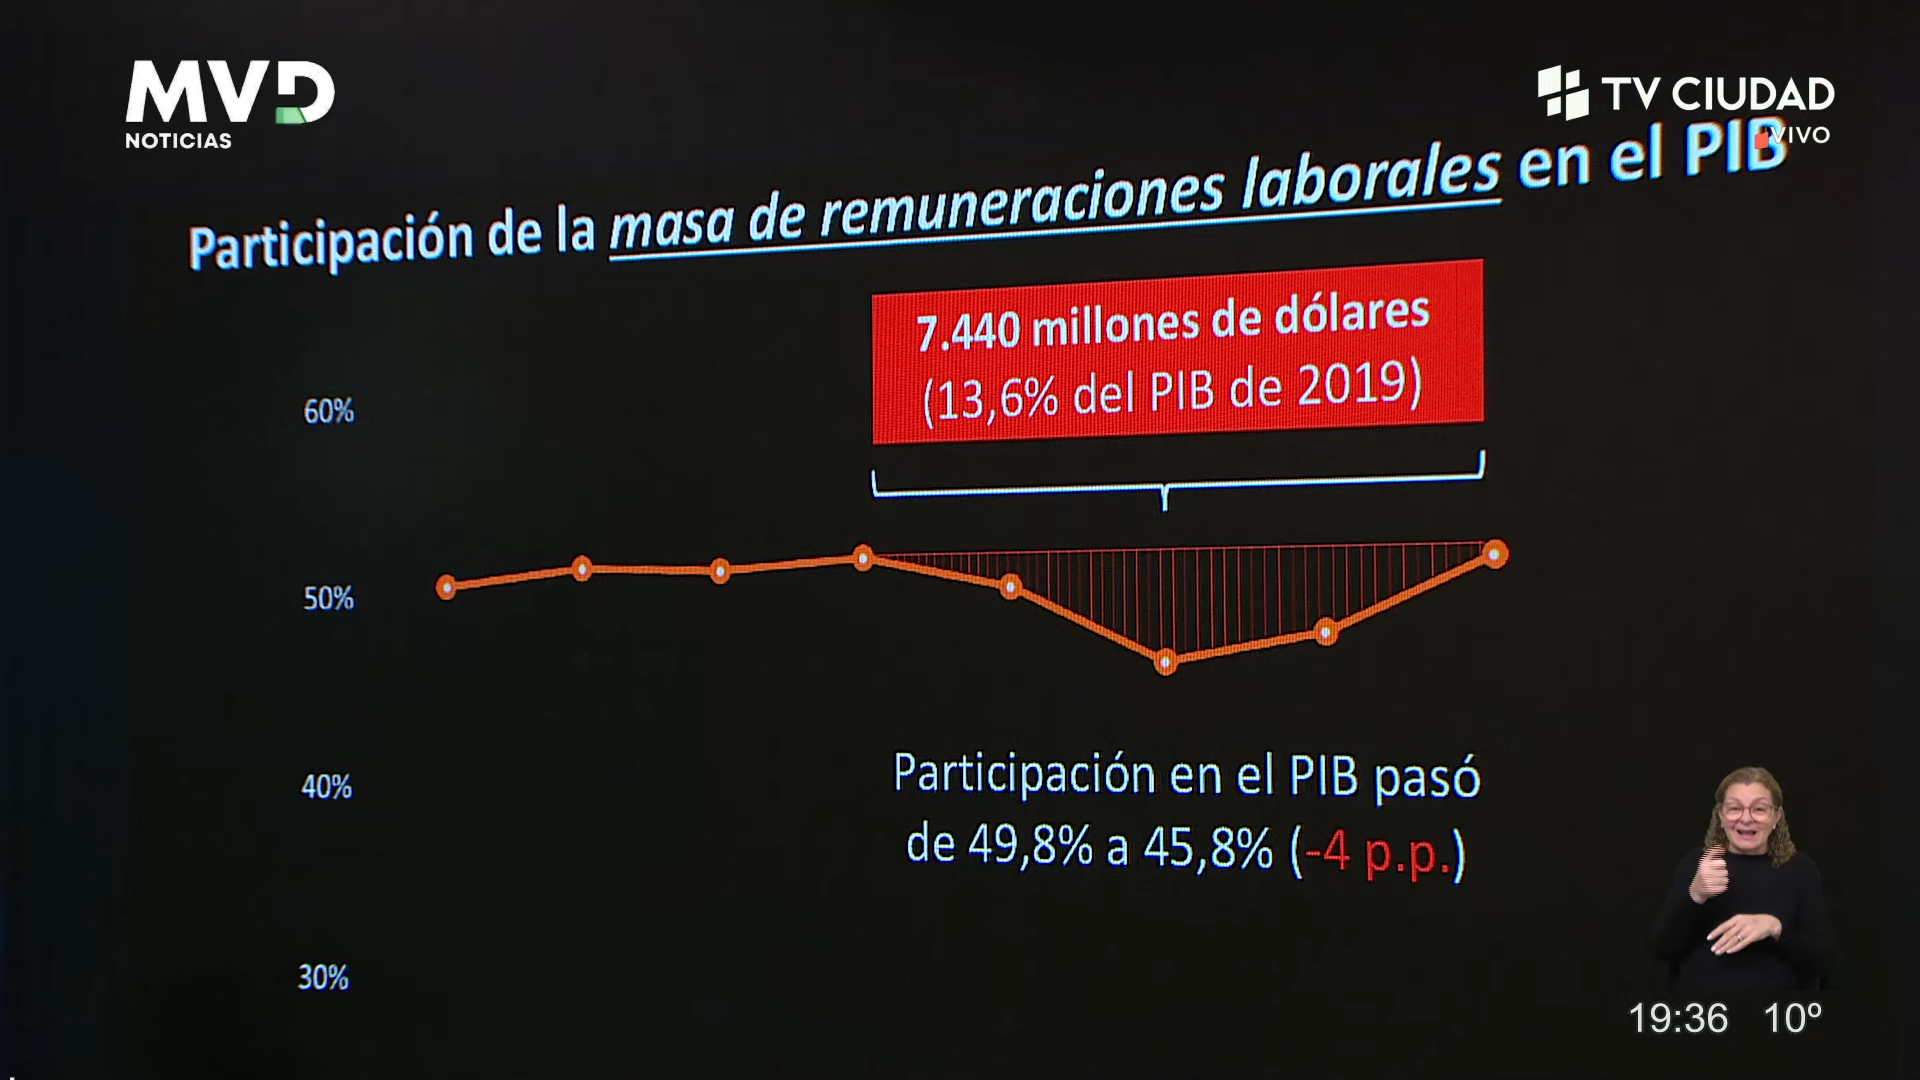 MVD
NOTICIAS
TV CIUDAD
VIVO
Participación de la masa de remuneraciones laborales en el PIB
7.440 millones de dólares
(13,6% del PIB de 2019)
60%
50%
40%
30%
Participación en el PIB pasó
de 49,8% a 45,8% (-4 p.p.)
19:36 10º